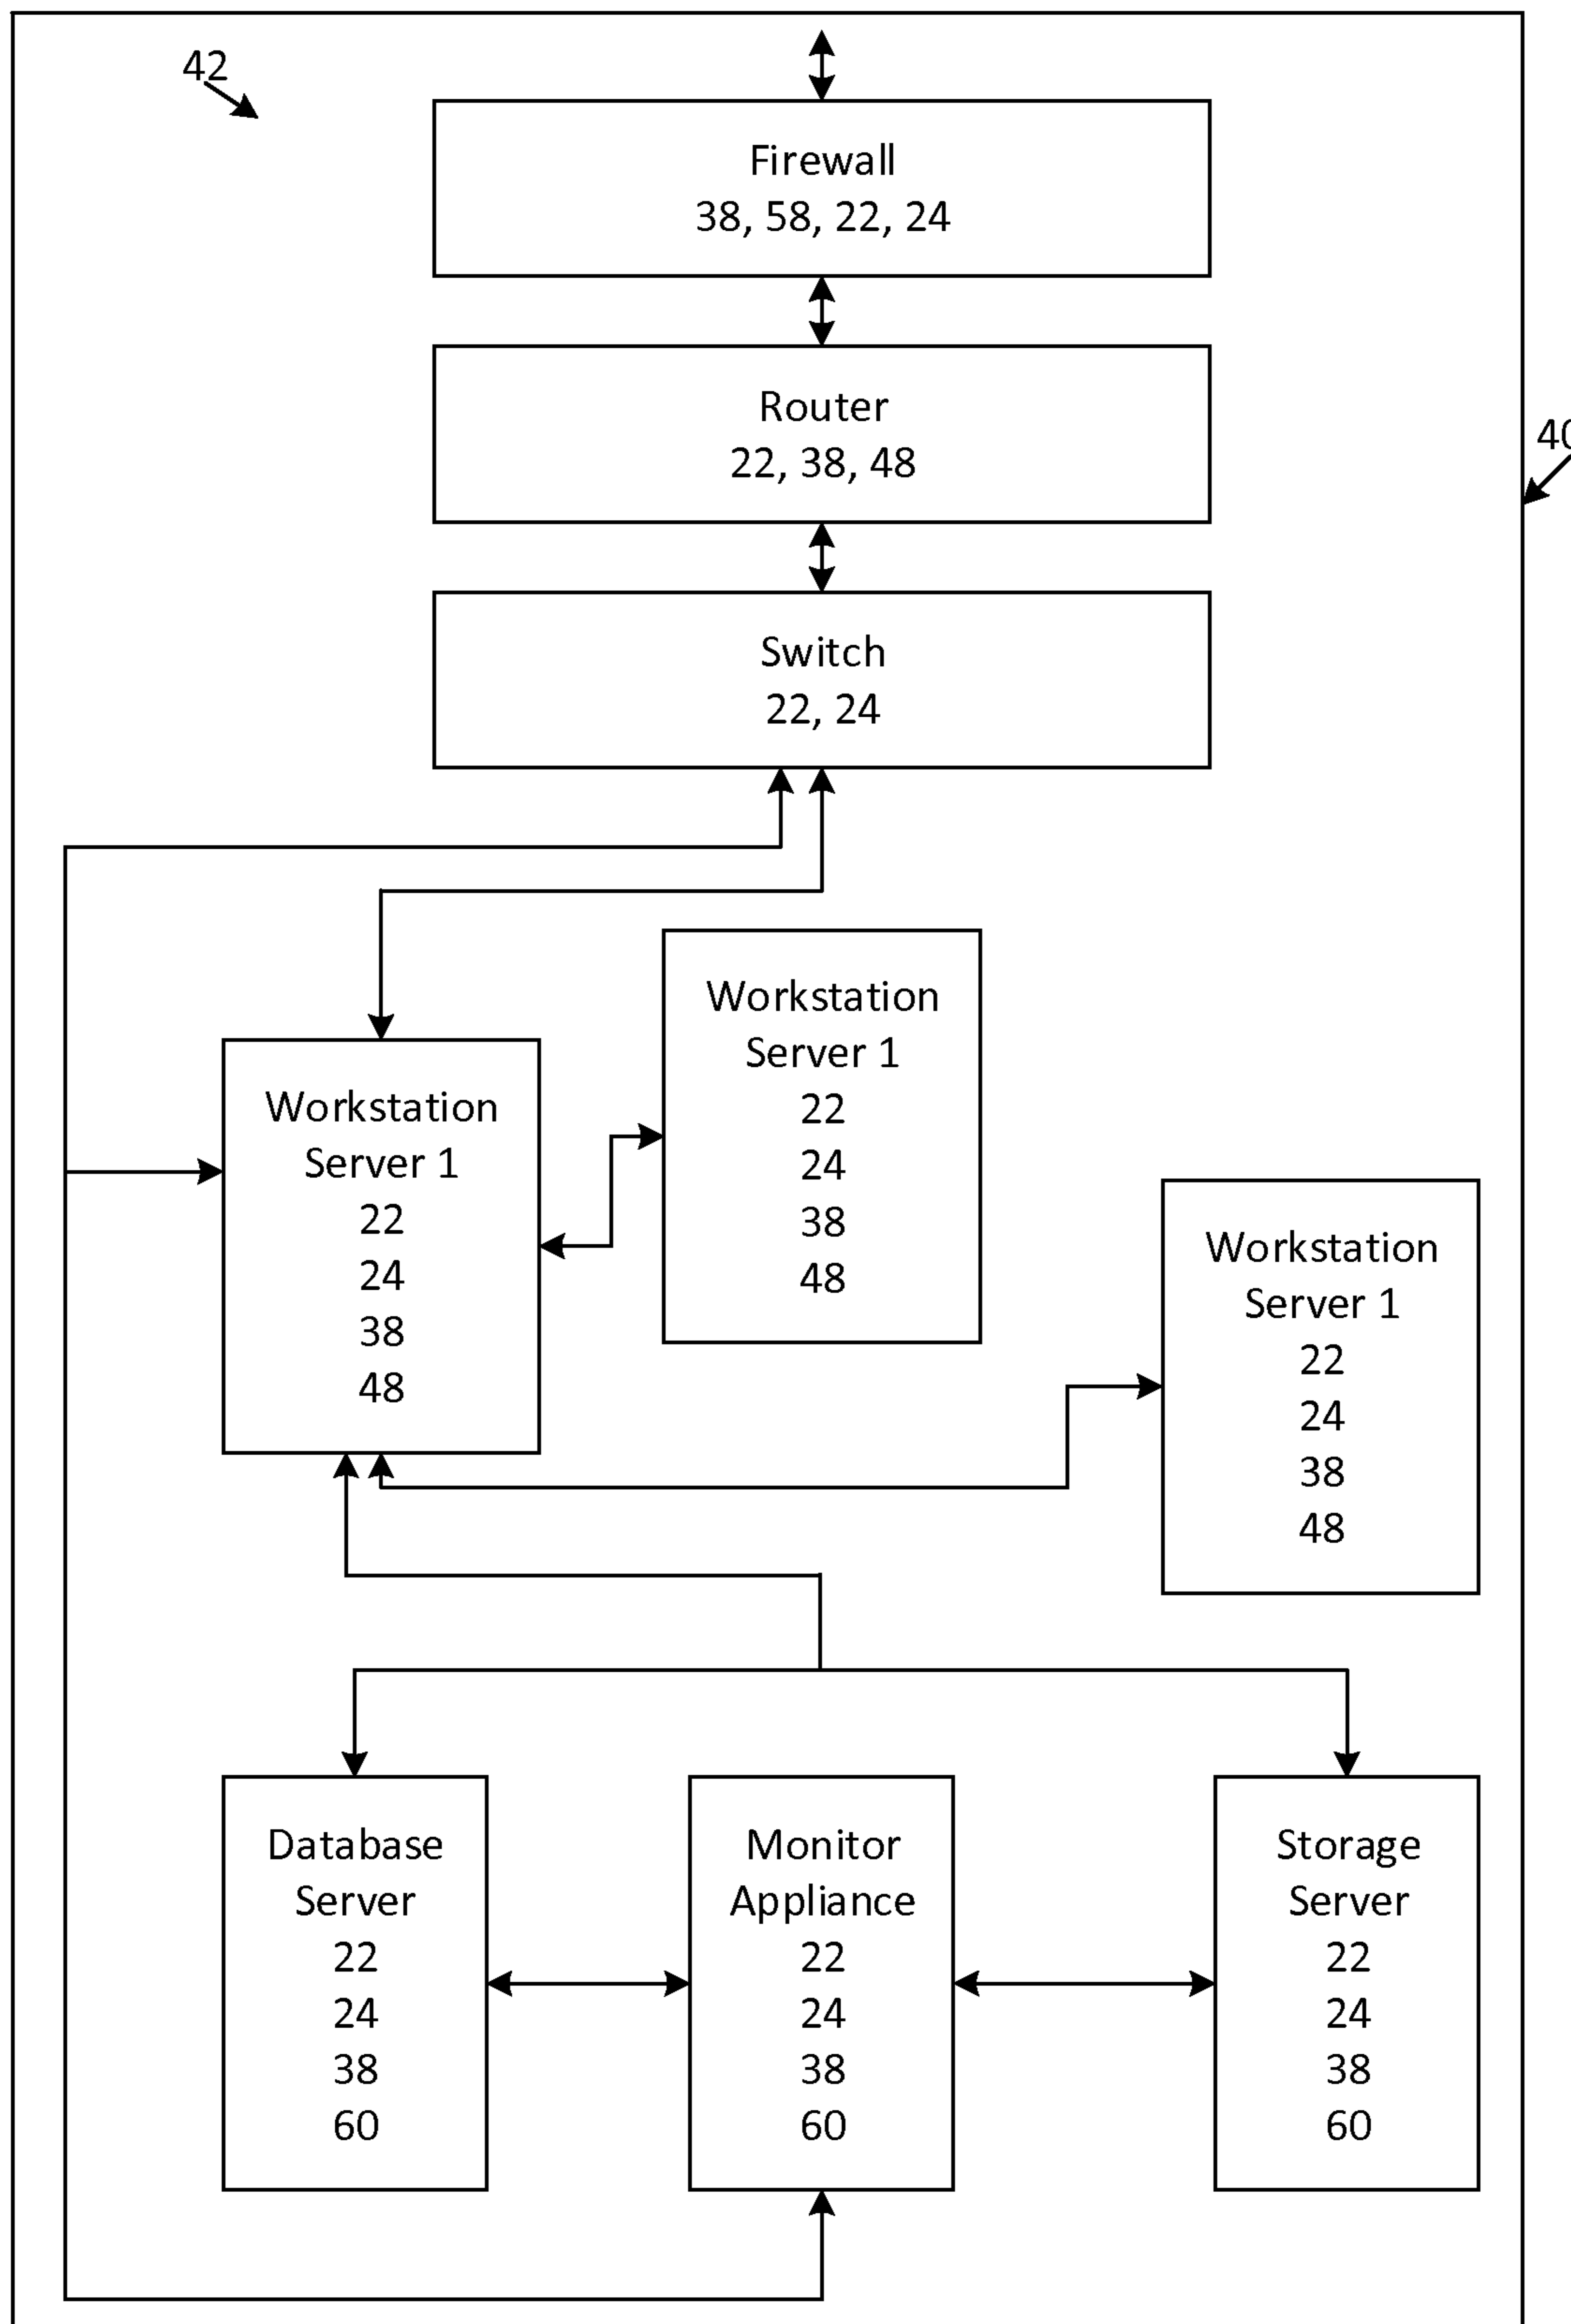 42
Firewall
38, 58, 22, 24
Router
22, 38, 48
40
Switch
22, 24
Workstation
Server 1
22
24
38
48
Workstation
Server 1
22
24
38
48
Workstation
Server 1
22
24
38
48
Database
Server
22
24
38
60
Monitor
Appliance
22
24
38
60
Storage
Server
22
24
38
60